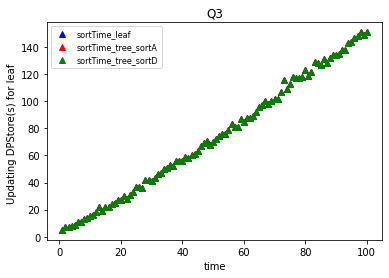 Q3
sortTime_leaf
sortTime_tree_sortA
sortTime_tree_sortD
Updating DPStore(s) for leaf
140
120
100
80
60
40
20
0
0 20 40 60 80 100
time